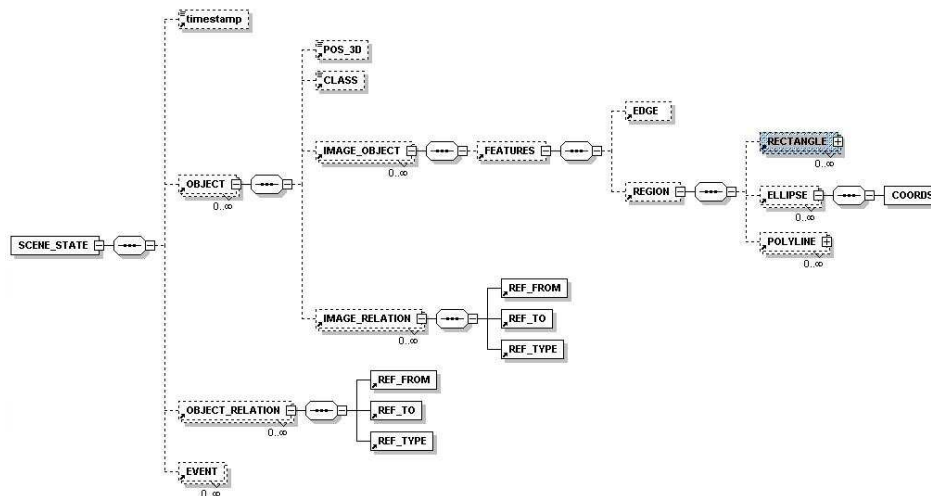 timestamp
POS_3D
CLASS
EDGE
IMAGE_OBJECT
0..∞
FEATURES
RECTANGLE
0..∞
OBJECT
0..∞
REGION
ELLIPSE
0..∞
COORDS
SCENE_STATE
POLYLINE
0..∞
REF_FROM
IMAGE_RELATION
0..∞
REF_TO
REF_TYPE
REF_FROM
OBJECT_RELATION
0..∞
REF_TO
REF_TYPE
EVENT
0..∞